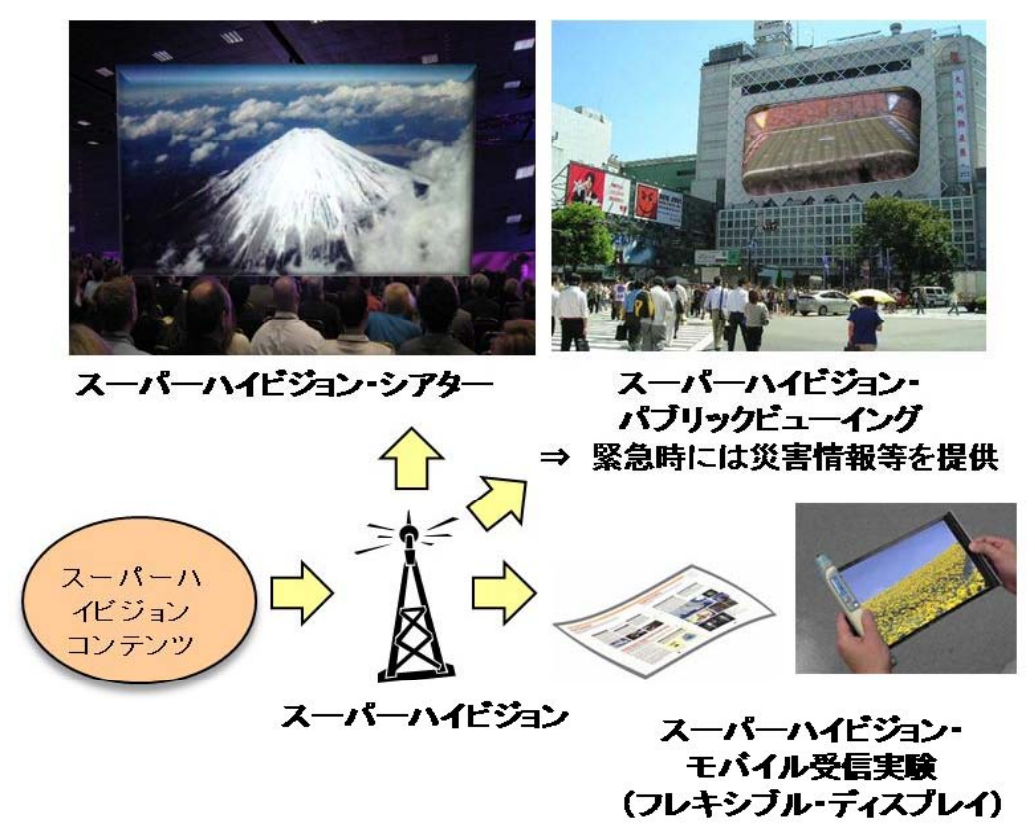 スーパーハイビジョン・シアター
スーパーハイビジョン・
パブリックビューイング
⇒ 緊急時には災害情報等を提供
スーパーハ
イビジョン
コンテンツ
スーパーハイビジョン
スーパーハイビジョン・
モバイル受信実験
（フレキシブル・ディスプレイ）